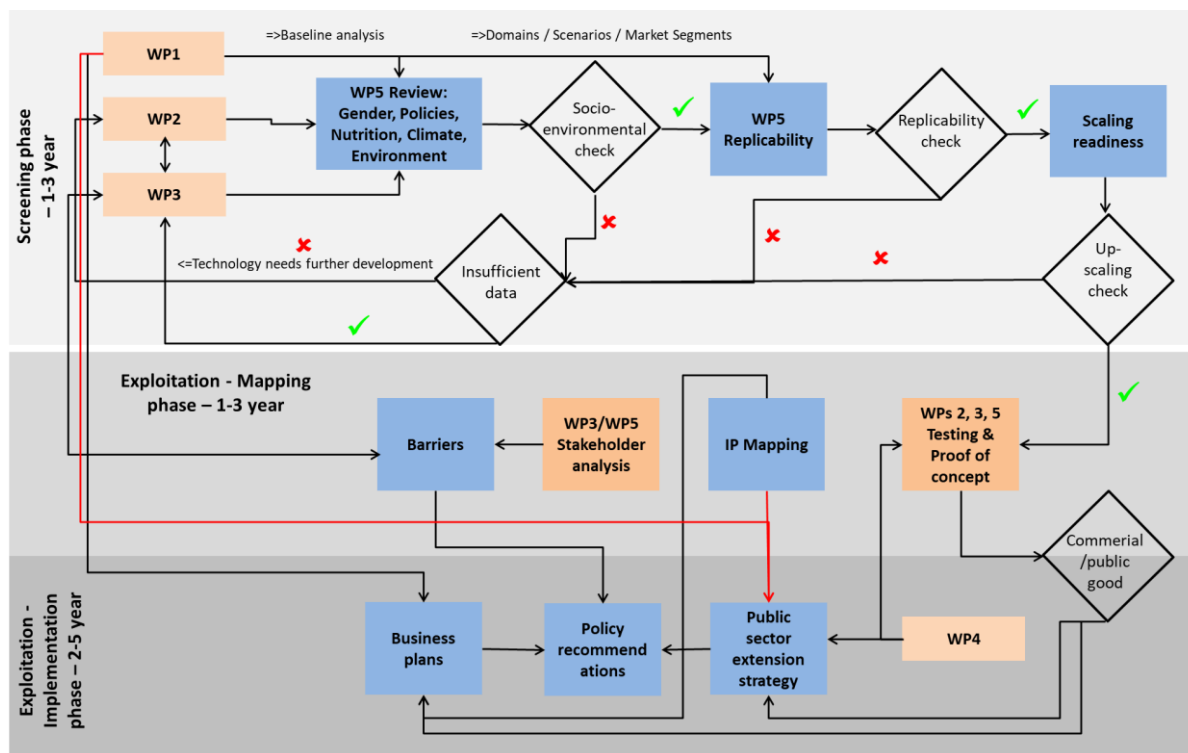 Screening phase
– 1-3 year
WP1
=>Baseline analysis
=>Domains / Scenarios / Market Segments
WP2
WP3
WP5 Review:
Gender, Policies,
Nutrition, Climate,
Environment
Socio-
environmental
check
WP5
Replicability
Replicability
check
Scaling
readiness
<=Technology needs further development
Insufficient
data
Up-
scaling
check
Exploitation - Mapping
phase – 1-3 year
Barriers
WP3/WP5
Stakeholder
analysis
IP Mapping
WPs 2, 3, 5
Testing &
Proof of
concept
Commerial
/public
good
Exploitation -
Implementation
phase – 2-5 year
Business
plans
Policy
recommend
ations
Public
sector
extension
strategy
WP4